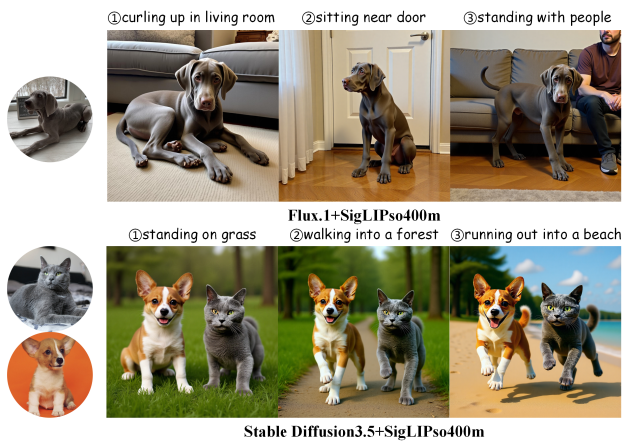 ①curling up in living room
②sitting near door
③standing with people
Flux.1+SigLIPso400m
①standing on grass
②walking into a forest
③running out into a beach
Stable Diffusion3.5+SigLIPso400m